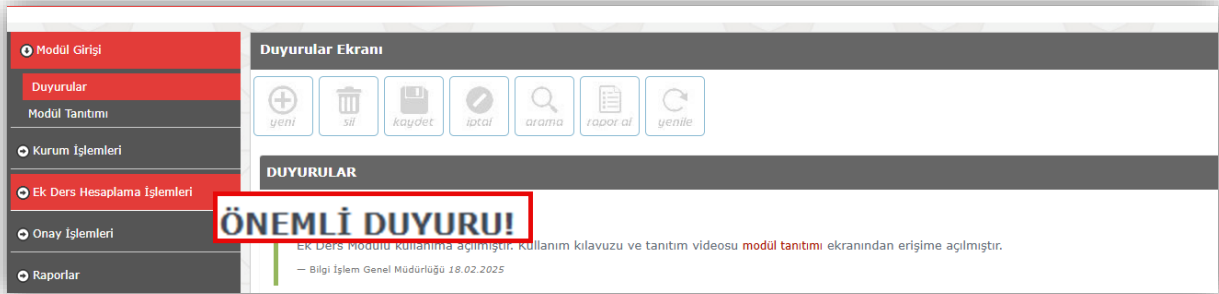 Modül Girişi
Duyurular
Modül Tanıtımı
Kurum İşlemleri
Ek Ders Hesaplama İşlemleri
Onay İşlemleri
Raporlar
Duyurular Ekranı
yeni
sil
kaydet
iptal
arama
rapor al
yenile
DUYURULAR
ÖNEMLİ DUYURU!
Ek Ders Modülü kullanıma açılmıştır. Kullanım kılavuzu ve tanıtım videosu modül tanıtımı ekranından erişime açılmıştır.
— Bilgi İşlem Genel Müdürlüğü 18.02.2025